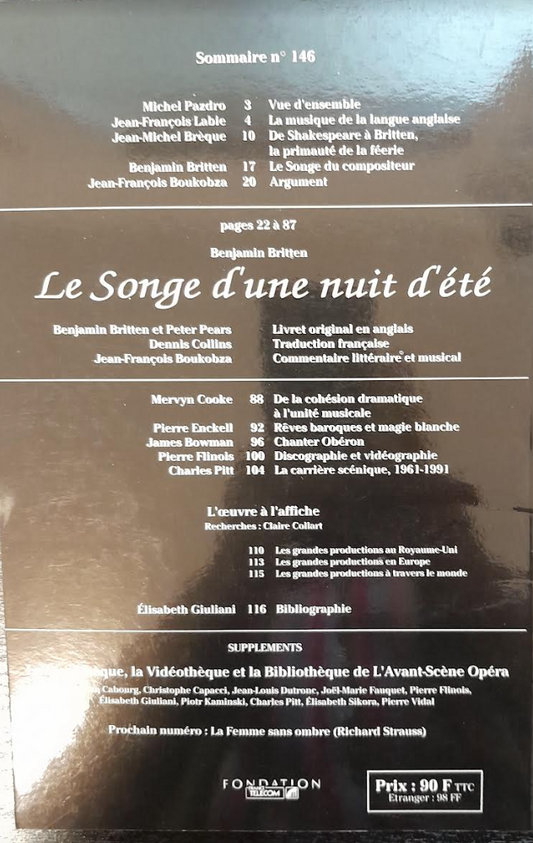 Sommaire n° 146
Michel Pazdro 3 Vue d'ensemble
Jean-François Labie 4 La musique de la langue anglaise
Jean-Michel Brèque 10 De Shakespeare à Britten,
la primauté de la féerie
Benjamin Britten 17 Le Songe du compositeur
Jean-François Boukobza 20 Argument
pages 22 à 87
Benjamin Britten
Le Songe d'une nuit d'été
Benjamin Britten et Peter Pears Livret original en anglais
Dennis Collins Traduction française
Jean-François Boukobza Commentaire littéraire et musical
Mervyn Cooke 88 De la cohésion dramatique
à l'unité musicale
Pierre Enckell 92 Rêves baroques et magie blanche
James Bowman 96 Chanter Obéron
Pierre Flinois 100 Discographie et vidéographie
Charles Pitt 104 La carrière scénique, 1961-1991
L'œuvre à l'affiche
Recherches : Claire Collart
110 Les grandes productions au Royaume-Uni
113 Les grandes productions en Europe
115 Les grandes productions à travers le monde
Élisabeth Giuliani 116 Bibliographie
SUPPLEMENTS
la Vidéothèque et la Bibliothèque de L'Avant-Scène Opéra
Cabourg, Christophe Capacci, Jean-Louis Dutronc, Joël-Marie Fauquet, Pierre Flinois,
Élisabeth Giuliani, Piotr Kaminski, Charles Pitt, Élisabeth Sikora, Pierre Vidal
Prochain numéro : La Femme sans ombre (Richard Strauss)
FONDATION
FRANCE
TELECOM
Prix : 90 F TTC
Etranger : 98 FF